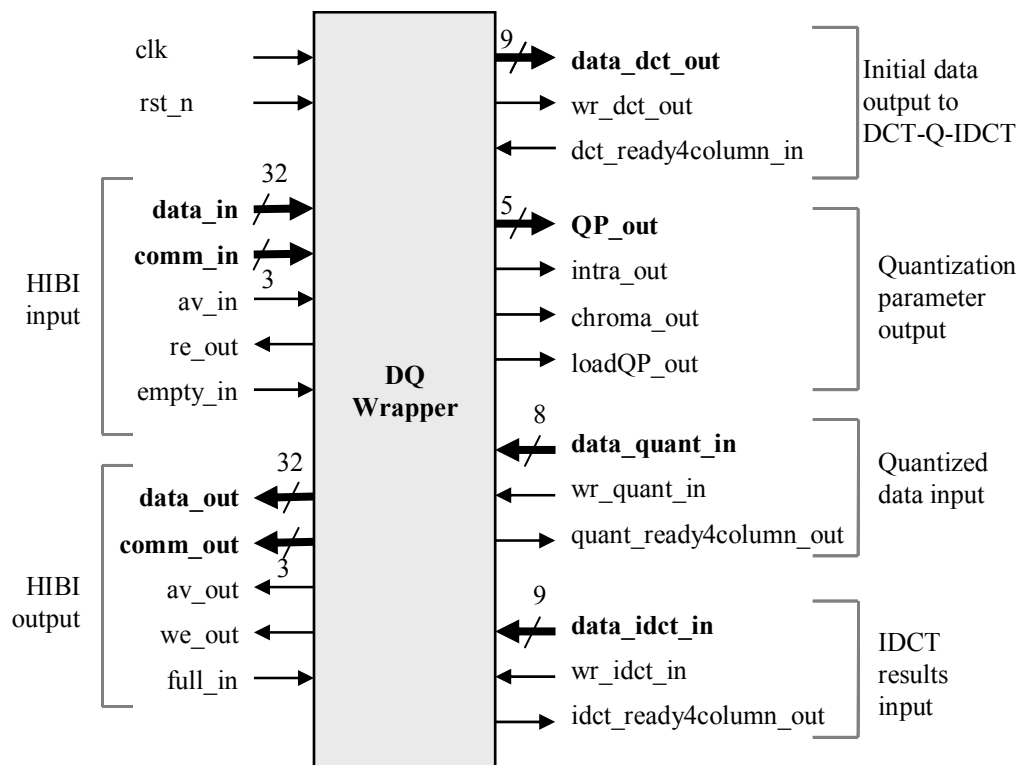 clk
rst_n
HIBI
input
32
data_in
comm_in
3
av_in
re_out
empty_in
HIBI
output
32
data_out
comm_out
3
av_out
we_out
full_in
DQ
Wrapper
9
data_dct_out
wr_dct_out
dct_ready4column_in
Initial data
output to
DCT-Q-IDCT
5
QP_out
intra_out
chroma_out
loadQP_out
Quantization
parameter
output
8
data_quant_in
wr_quant_in
quant_ready4column_out
Quantized
data input
9
data_idct_in
wr_idct_in
idct_ready4column_out
IDCT
results
input